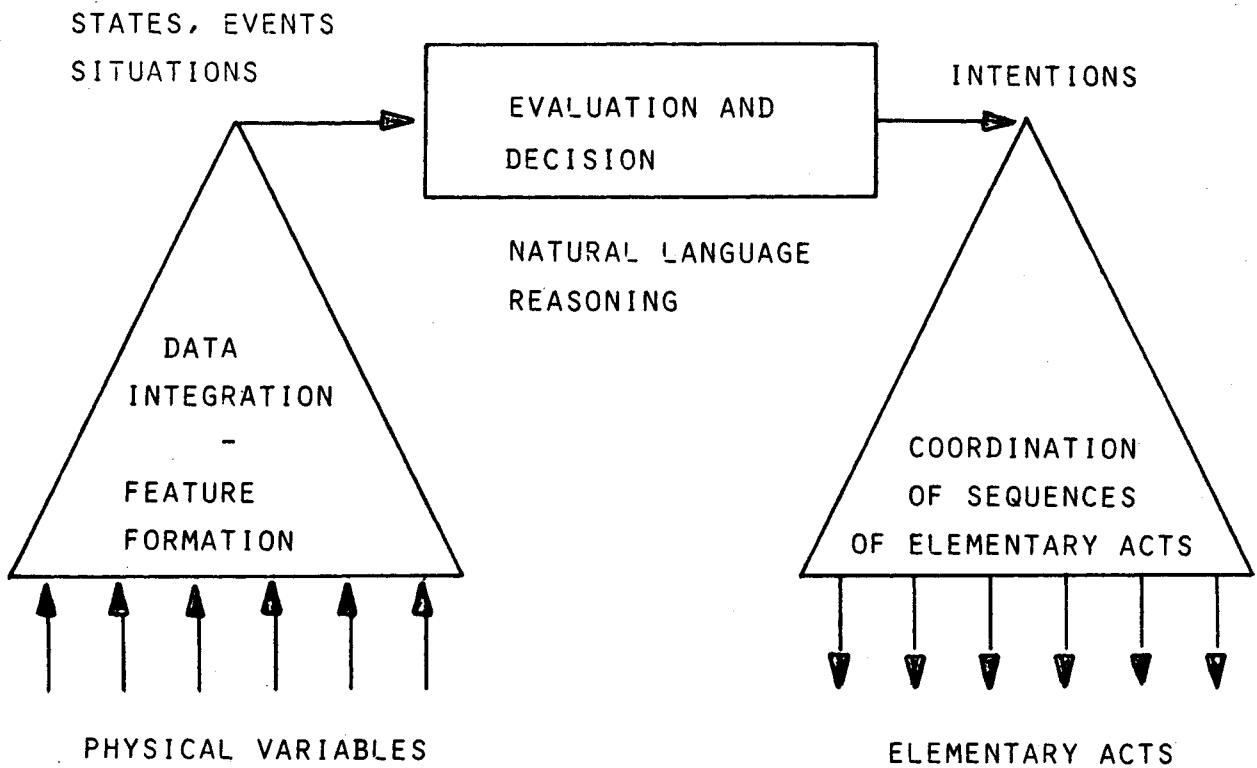 STATES, EVENTS
SITUATIONS
EVALUATION AND
DECISION
INTENTIONS
NATURAL LANGUAGE
REASONING
DATA
INTEGRATION
-
FEATURE
FORMATION
COORDINATION
OF SEQUENCES
OF ELEMENTARY ACTS
PHYSICAL VARIABLES
ELEMENTARY ACTS